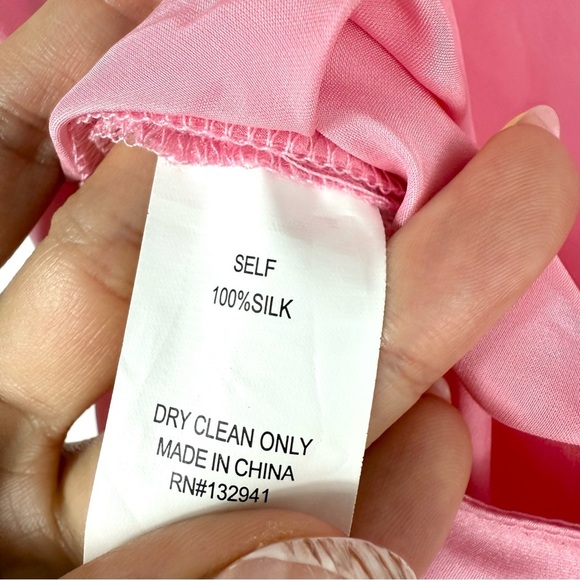 SELF
100%SILK
DRY CLEAN ONLY
MADE IN CHINA
RN#132941